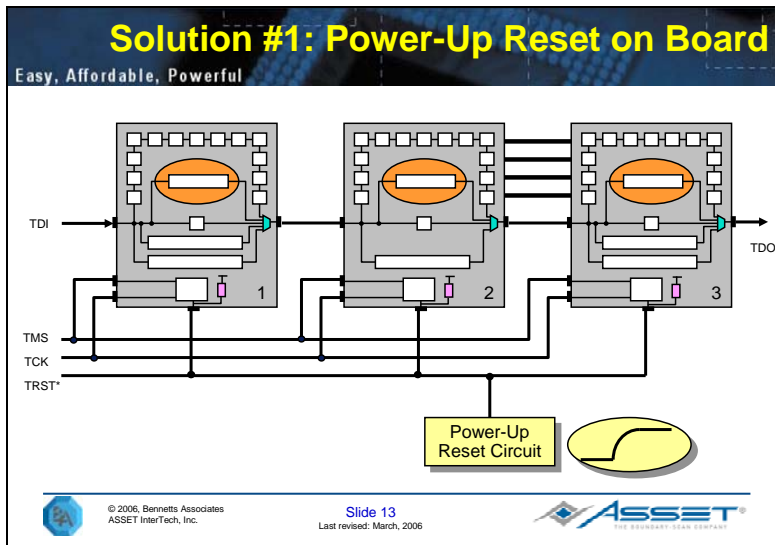 Solution #1: Power-Up Reset on Board
Easy, Affordable, Powerful
TDI
TDO
1
2
3
TMS
TCK
TRST*
Power-Up
Reset Circuit
© 2006, Bennetts Associates
ASSET InterTech, Inc.
Slide 13
Last revised: March, 2006
ASSET®
THE BOUNDARY-SCAN COMPANY